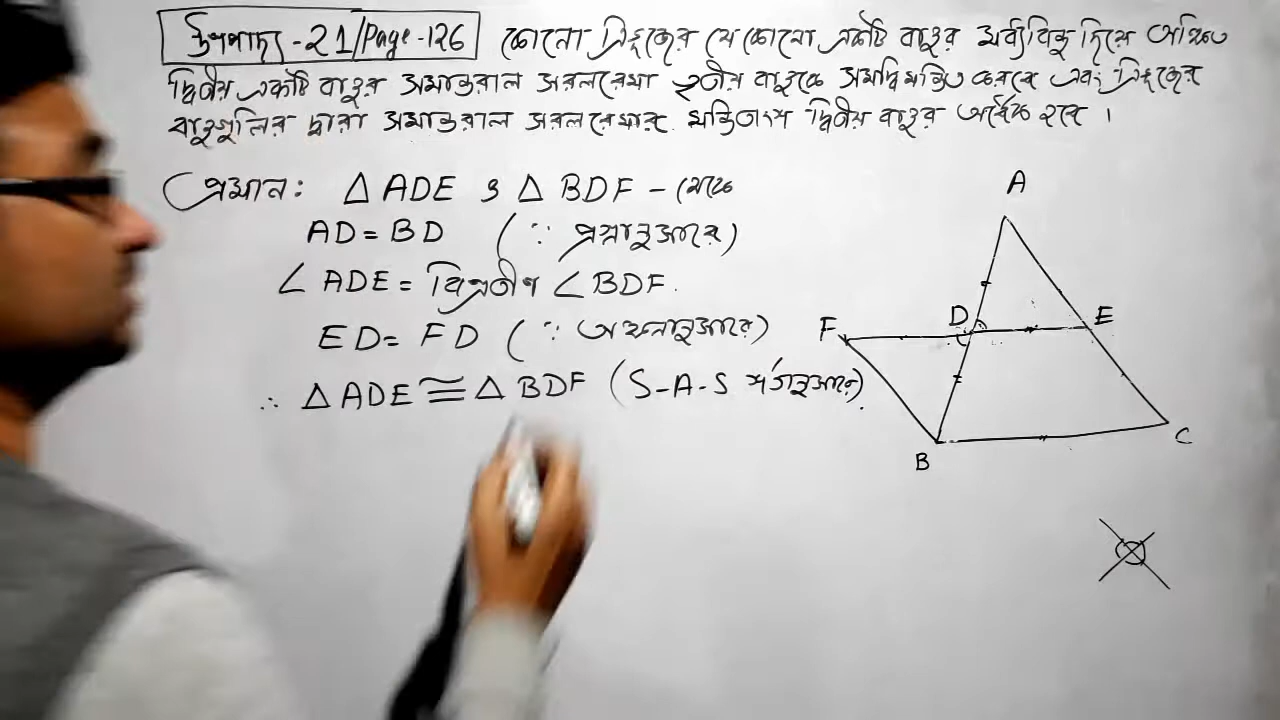 উপপাদ্য -21/Page -126 কোনো ত্রিভুজের যে কোনো একটি বাহুর মধ্যবিন্দু দিয়ে অঙ্কিত
দ্বিতীয় একটি বাহুর সমান্তরাল সরলরেখা তৃতীয় বাহুকে সমদ্বিখণ্ডিত করবে এবং ত্রিভুজের
বাহুগুলির দ্বারা সমান্তরাল সরলরেখার খণ্ডিতাংশ দ্বিতীয় বাহুর অর্ধেক হবে ।
প্রমান: △ ADE ও △ BDF - থেকে
AD = BD (∵ প্রশ্নানুসারে)
∠ ADE = বিপ্রতীপ ∠ BDF.
ED = FD (∵ অঙ্কনানুসারে)
∴ △ ADE ≅ △ BDF (S-A-S শর্তানুসারে).
A
D
E
F
B
C